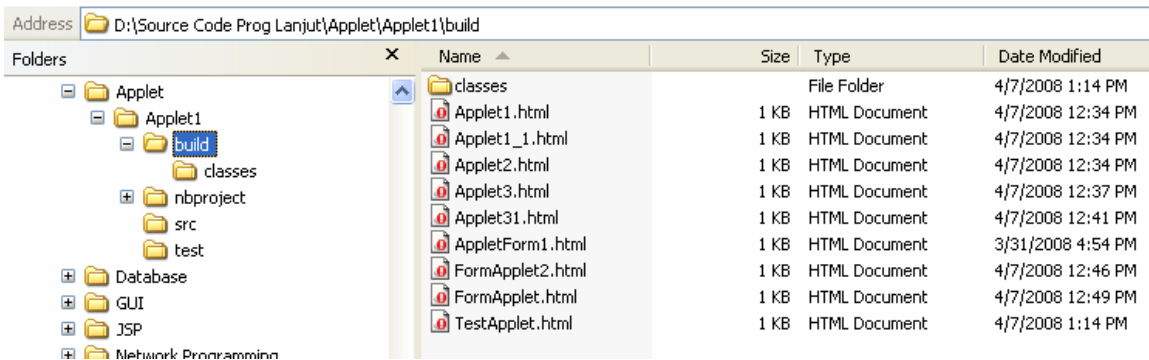 Address D:\Source Code Prog Lanjut\Applet\Applet1\build
Folders
Applet
Applet1
build
classes
nbproject
src
test
Database
GUI
JSP
Network Programming
Name Size Type Date Modified
classes File Folder 4/7/2008 1:14 PM
Applet1.html 1 KB HTML Document 4/7/2008 12:34 PM
Applet1_1.html 1 KB HTML Document 4/7/2008 12:34 PM
Applet2.html 1 KB HTML Document 4/7/2008 12:34 PM
Applet3.html 1 KB HTML Document 4/7/2008 12:37 PM
Applet31.html 1 KB HTML Document 4/7/2008 12:41 PM
AppletForm1.html 1 KB HTML Document 3/31/2008 4:54 PM
FormApplet2.html 1 KB HTML Document 4/7/2008 12:46 PM
FormApplet.html 1 KB HTML Document 4/7/2008 12:49 PM
TestApplet.html 1 KB HTML Document 4/7/2008 1:14 PM